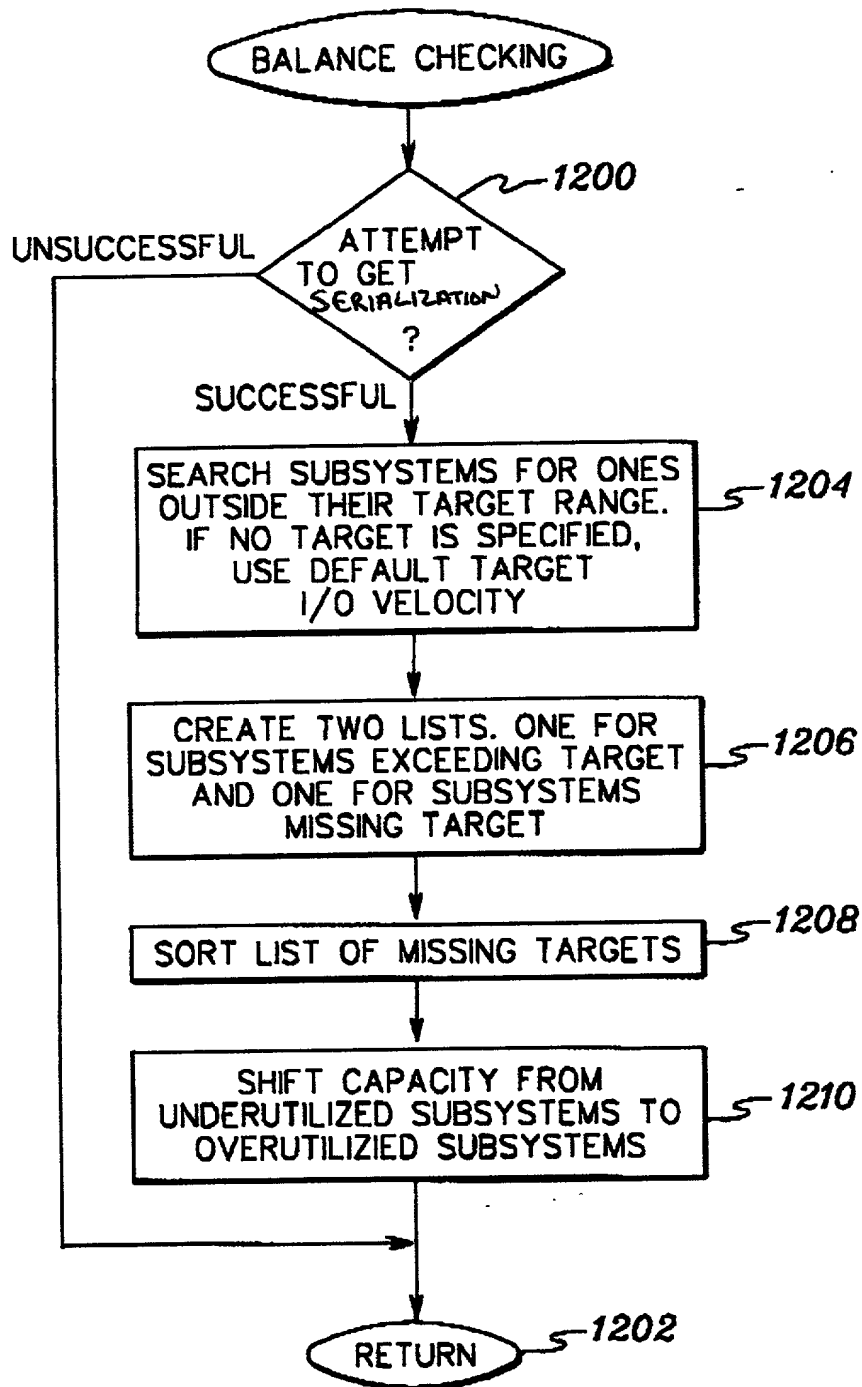 BALANCE CHECKING
1200
UNSUCCESSFUL
ATTEMPT
TO GET
SERIALIZATION
?
SUCCESSFUL
SEARCH SUBSYSTEMS FOR ONES
OUTSIDE THEIR TARGET RANGE.
IF NO TARGET IS SPECIFIED,
USE DEFAULT TARGET
I/O VELOCITY
1204
CREATE TWO LISTS. ONE FOR
SUBSYSTEMS EXCEEDING TARGET
AND ONE FOR SUBSYSTEMS
MISSING TARGET
1206
SORT LIST OF MISSING TARGETS
1208
SHIFT CAPACITY FROM
UNDERUTILIZED SUBSYSTEMS TO
OVERUTILIZIED SUBSYSTEMS
1210
RETURN
1202